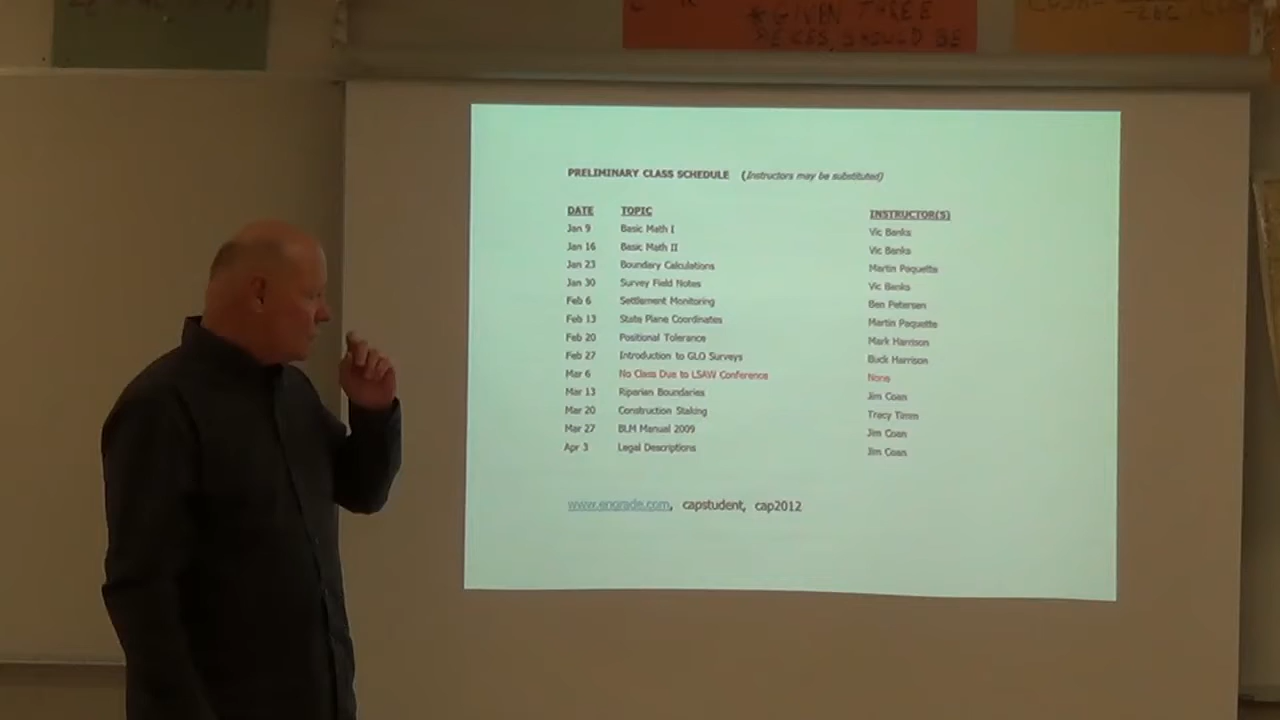 * GIVEN THREE
PRELIMINARY CLASS SCHEDULE (Instructors may be substituted)
DATE TOPIC INSTRUCTOR(S)
Jan 9 Basic Math I Vic Banks
Jan 16 Basic Math II Vic Banks
Jan 23 Boundary Calculations Martin Paquette
Jan 30 Survey Field Notes Vic Banks
Feb 6 Settlement Monitoring Ben Petersen
Feb 13 State Plane Coordinates Martin Paquette
Feb 20 Positional Tolerance Mark Harrison
Feb 27 Introduction to GLO Surveys Buck Harrison
Mar 6 No Class Due to LSAW Conference None
Mar 13 Riparian Boundaries Jim Coan
Mar 20 Construction Staking Tracy Timm
Mar 27 BLM Manual 2009 Jim Coan
Apr 3 Legal Descriptions Jim Coan
www.engrade.com, capstudent, cap2012